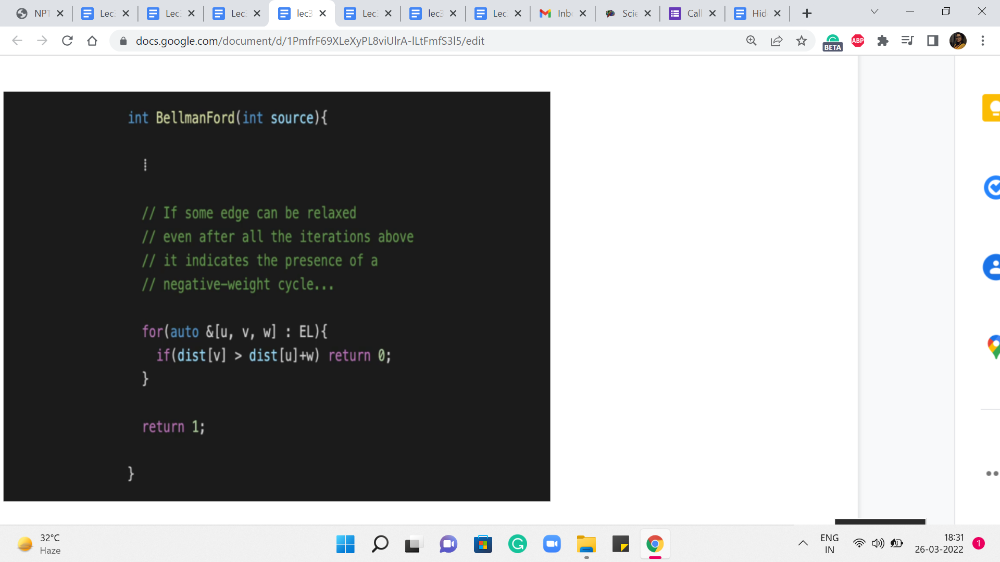 NPT
Lec
Lec
Lec
lec3
Lec
lec3
Lec
Inb
Scie
Call
Hid
docs.google.com/document/d/1PmfrF69XLeXyPL8viUlrA-lLtFmfS3l5/edit
BETA
ABP
int BellmanFord(int source){
⋮
// If some edge can be relaxed
// even after all the iterations above
// it indicates the presence of a
// negative-weight cycle...
for(auto &[u, v, w] : EL){
if(dist[v] > dist[u]+w) return 0;
}
return 1;
}
32°C
Haze
ENG
IN
18:31
26-03-2022
1